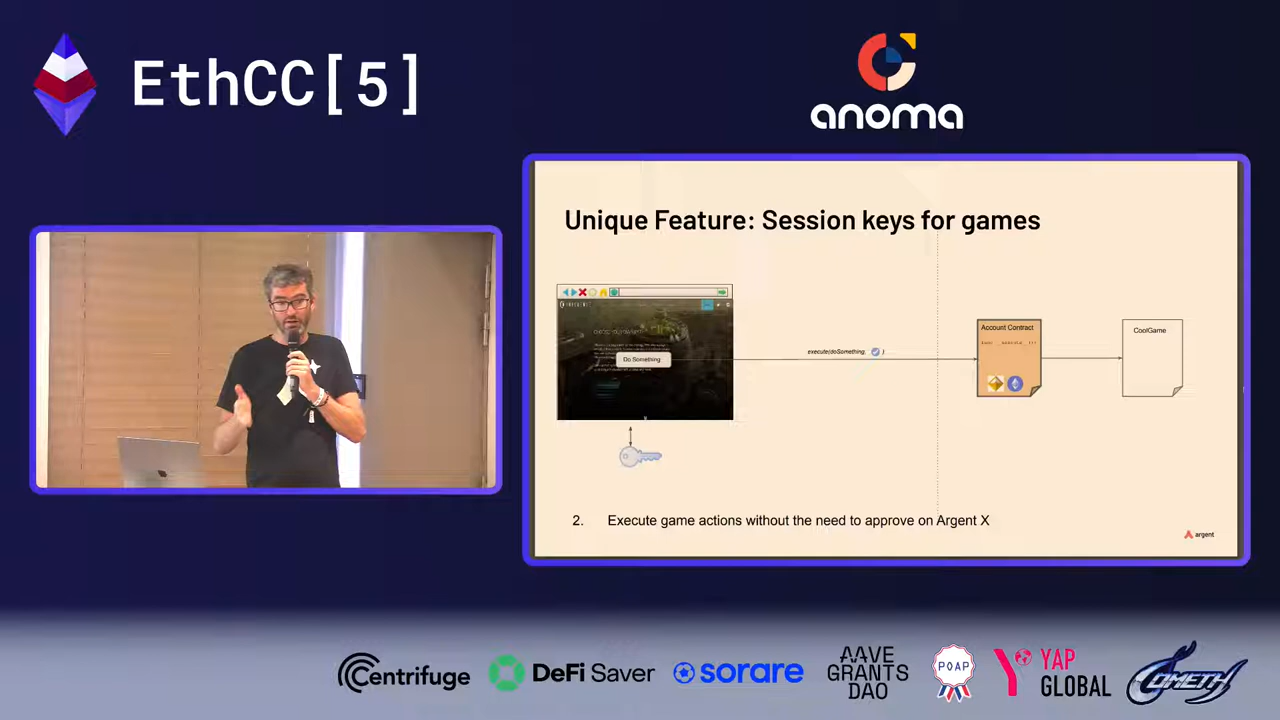 EthCC[5]
anoma
Unique Feature: Session keys for games
Do Something
execute(doSomething, )
Account Contract
CoolGame
2. Execute game actions without the need to approve on Argent X
argent
Centrifuge
DeFi Saver
sorare
AAVE
GRANTS
DAO
POAP
YAP
GLOBAL
COMETH